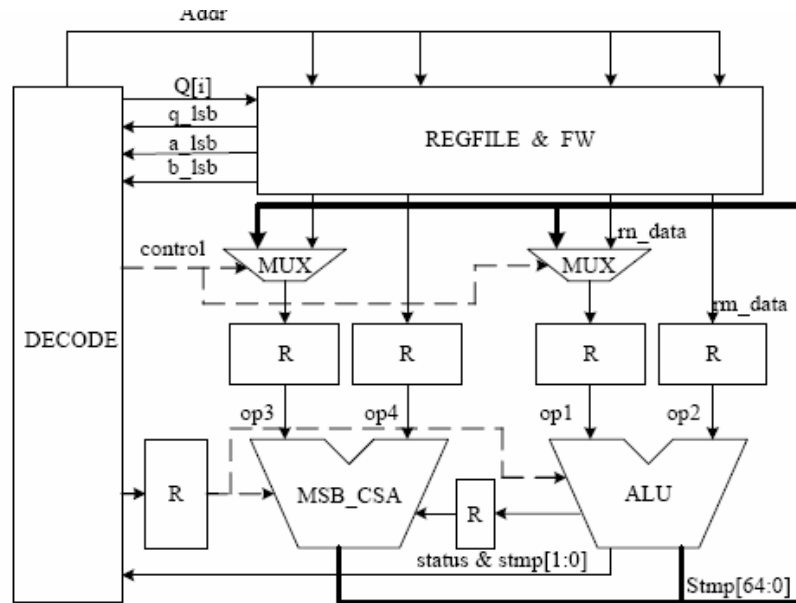 Addr
Q[i]
q_lsb
a_lsb
b_lsb
REGFILE & FW
control
MUX
MUX
rn_data
rm_data
DECODE
R
R
R
R
op3
op4
op1
op2
R
MSB_CSA
R
ALU
status & stmp[1:0]
Stmp[64:0]